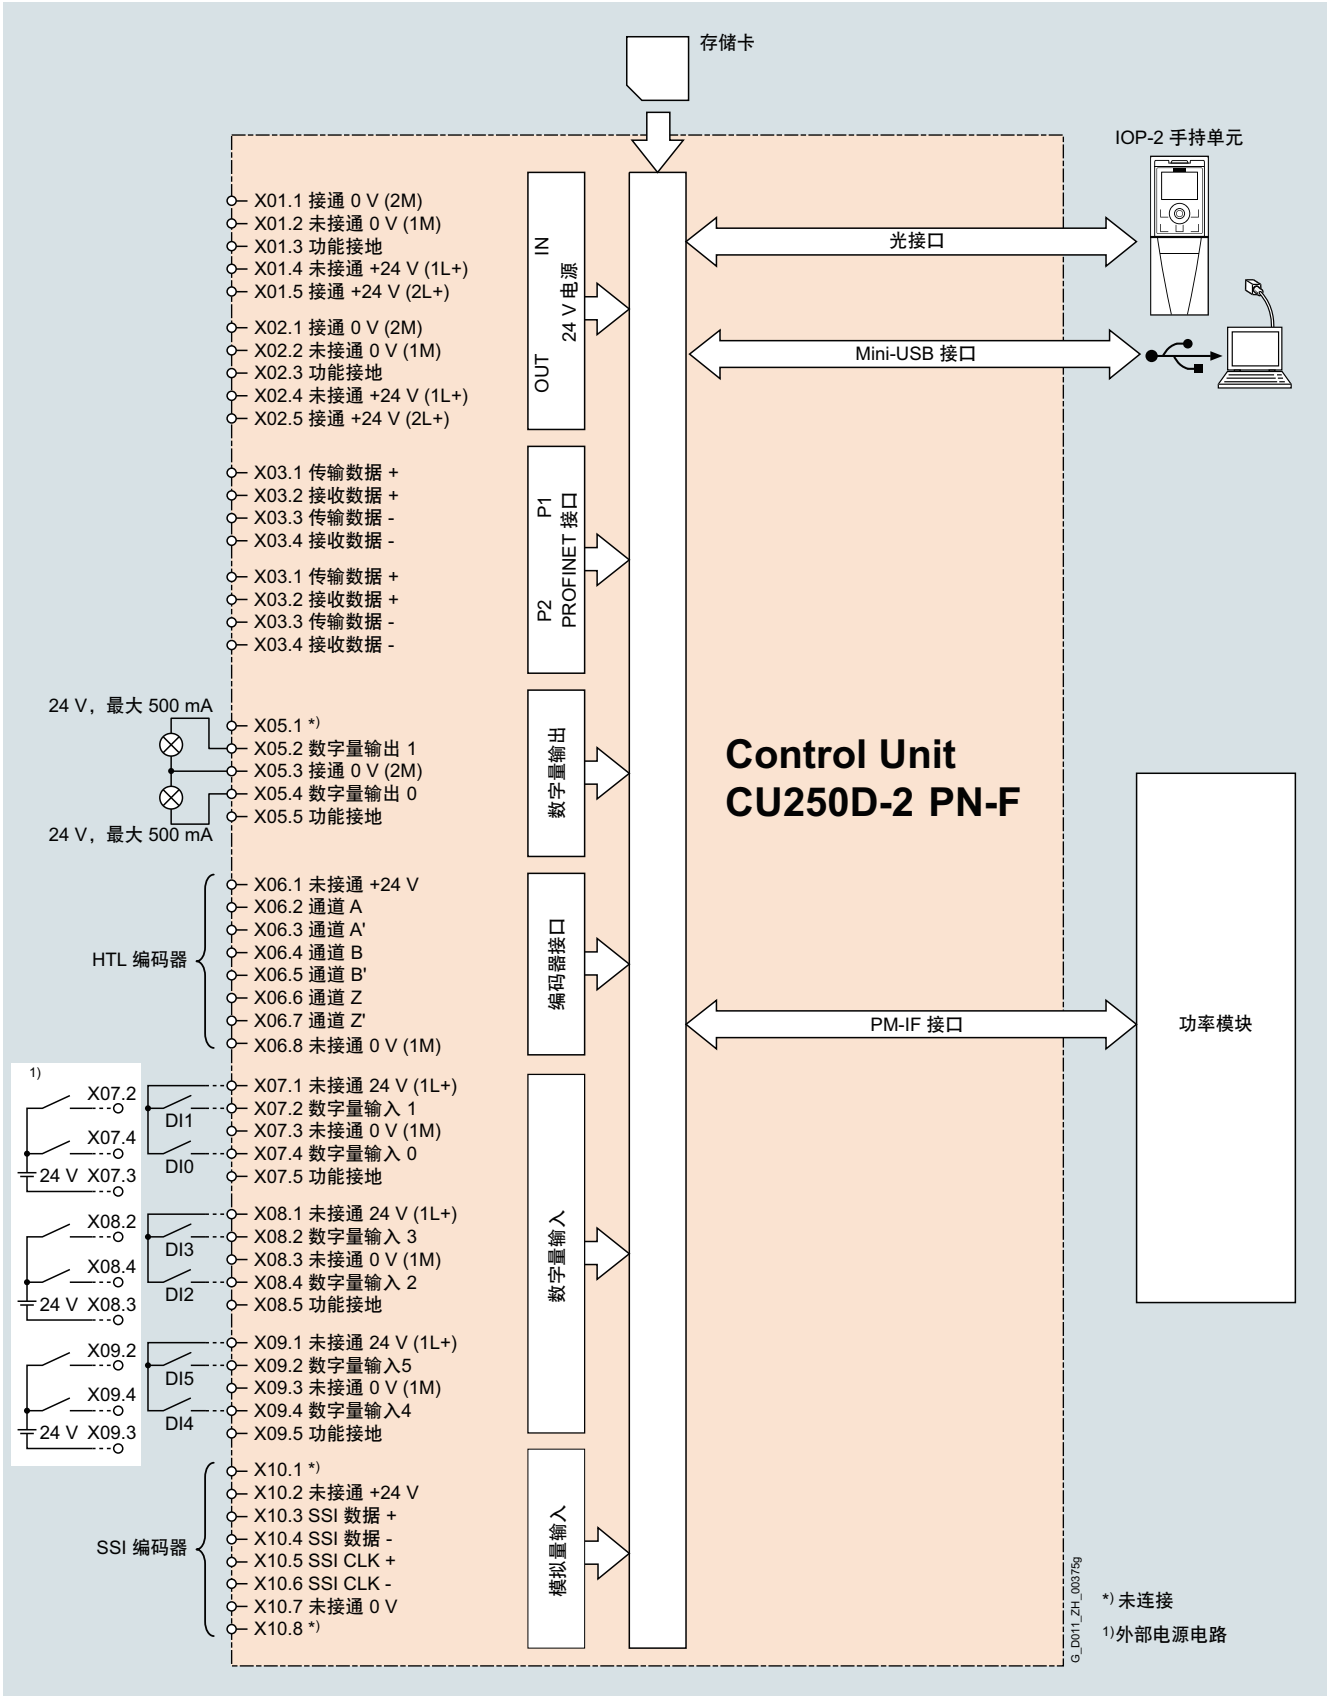 存储卡
IOP-2 手持单元
X01.1 接通 0 V (2M)
X01.2 未接通 0 V (1M)
X01.3 功能接地
X01.4 未接通 +24 V (1L+)
X01.5 接通 +24 V (2L+)
X02.1 接通 0 V (2M)
X02.2 未接通 0 V (1M)
X02.3 功能接地
X02.4 未接通 +24 V (1L+)
X02.5 接通 +24 V (2L+)
IN
OUT
24 V 电源
光接口
Mini-USB 接口
X03.1 传输数据 +
X03.2 接收数据 +
X03.3 传输数据 -
X03.4 接收数据 -
X03.1 传输数据 +
X03.2 接收数据 +
X03.3 传输数据 -
X03.4 接收数据 -
P1
P2
PROFINET 接口
24 V，最大 500 mA
X05.1 *)
X05.2 数字量输出 1
X05.3 接通 0 V (2M)
X05.4 数字量输出 0
X05.5 功能接地
24 V，最大 500 mA
数字量输出
Control Unit
CU250D-2 PN-F
HTL 编码器
X06.1 未接通 +24 V
X06.2 通道 A
X06.3 通道 A'
X06.4 通道 B
X06.5 通道 B'
X06.6 通道 Z
X06.7 通道 Z'
X06.8 未接通 0 V (1M)
编码器接口
PM-IF 接口
功率模块
1)
X07.2
X07.4
24 V X07.3
DI1
DI0
X07.1 未接通 24 V (1L+)
X07.2 数字量输入 1
X07.3 未接通 0 V (1M)
X07.4 数字量输入 0
X07.5 功能接地
X08.2
X08.4
24 V X08.3
DI3
DI2
X08.1 未接通 24 V (1L+)
X08.2 数字量输入 3
X08.3 未接通 0 V (1M)
X08.4 数字量输入 2
X08.5 功能接地
数字量输入
X09.2
X09.4
24 V X09.3
DI5
DI4
X09.1 未接通 24 V (1L+)
X09.2 数字量输入5
X09.3 未接通 0 V (1M)
X09.4 数字量输入4
X09.5 功能接地
SSI 编码器
X10.1 *)
X10.2 未接通 +24 V
X10.3 SSI 数据 +
X10.4 SSI 数据 -
X10.5 SSI CLK +
X10.6 SSI CLK -
X10.7 未接通 0 V
X10.8 *)
模拟量输入
G_D011_ZH_00375g
*) 未连接
1)外部电源电路